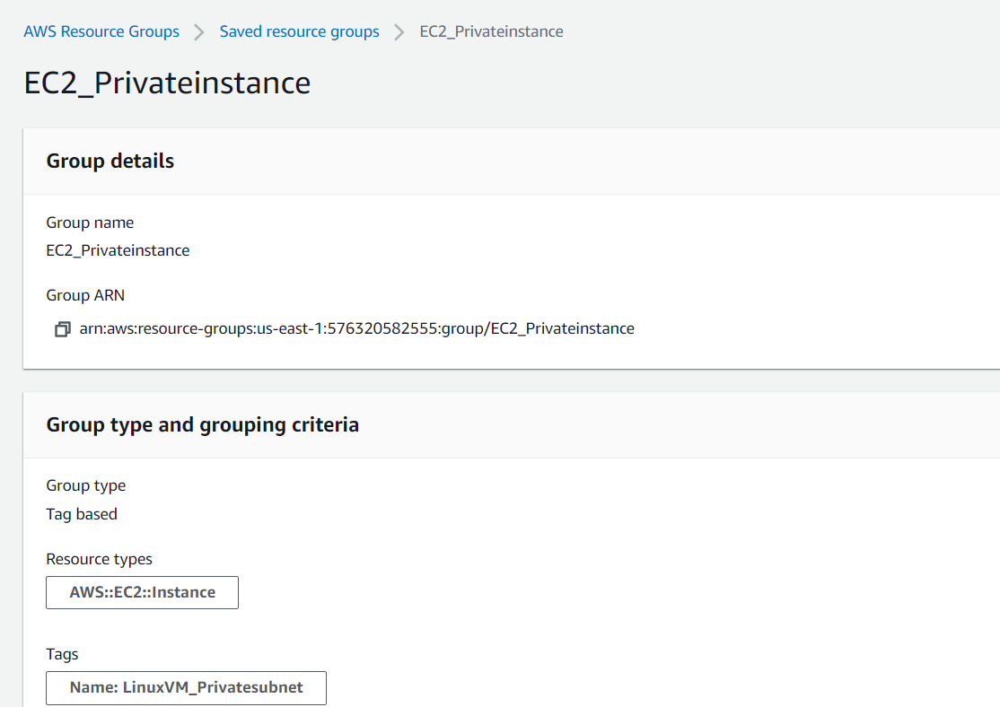 AWS Resource Groups > Saved resource groups > EC2_Privateinstance
EC2_Privateinstance
Group details
Group name
EC2_Privateinstance
Group ARN
arn:aws:resource-groups:us-east-1:576320582555:group/EC2_Privateinstance
Group type and grouping criteria
Group type
Tag based
Resource types
AWS::EC2::Instance
Tags
Name: LinuxVM_Privatesubnet